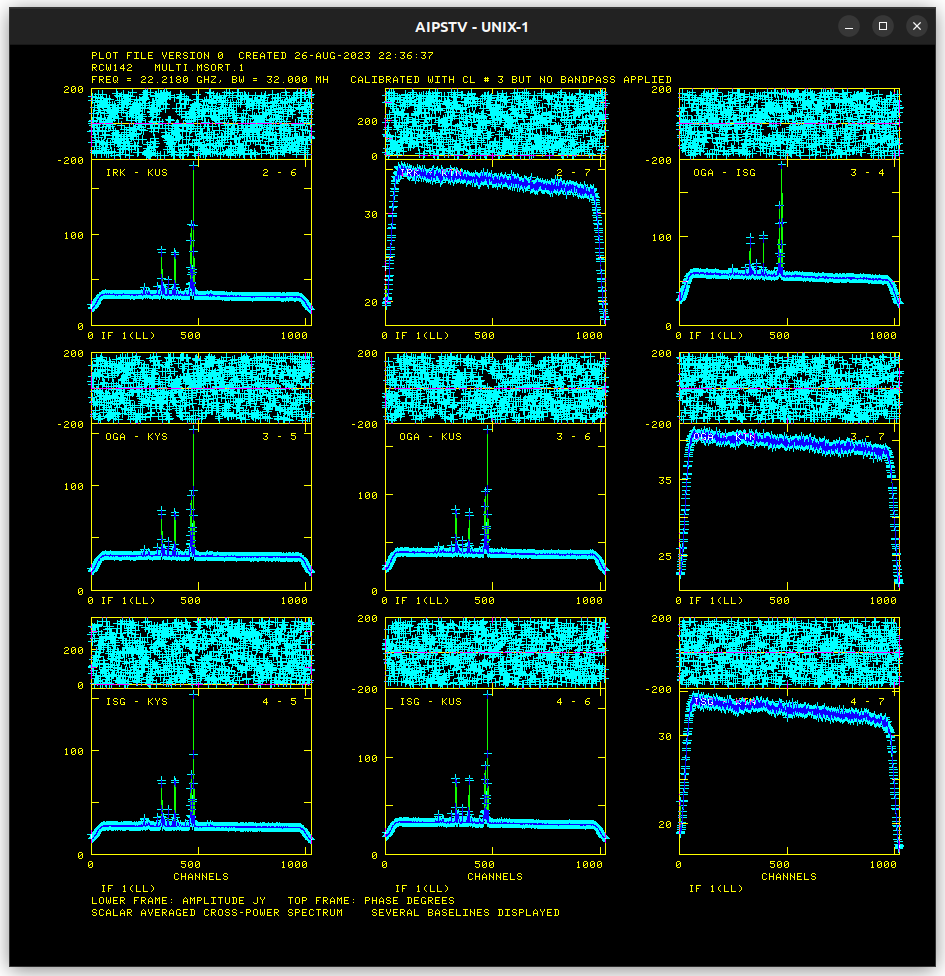 AIPSTV - UNIX-1
PLOT FILE VERSION 0 CREATED 26-AUG-2023 22:36:37
RCW142 MULTI.MSORT.1
FREQ = 22.2180 GHZ, BW = 32.000 MH CALIBRATED WITH CL # 3 BUT NO BANDPASS APPLIED
200
200
200
0
-200
-200
IRK - KUS 2 - 6
2 - 7
OGA - ISG 3 - 4
100
30
100
20
0
0
0 IF 1(LL) 500 1000
0 IF 1(LL) 500 1000
0 IF 1(LL) 500 1000
200
200
200
-200
-200
-200
OGA - KYS 3 - 5
OGA - KUS 3 - 6
3 - 7
100
100
35
25
0
0
0 IF 1(LL) 500 1000
0 IF 1(LL) 500 1000
0 IF 1(LL) 500 1000
200
200
200
0
-200
-200
ISG - KYS 4 - 5
ISG - KUS 4 - 6
4 - 7
100
100
30
20
0
0
0 500 1000
0 500 1000
0 500 1000
CHANNELS
CHANNELS
IF 1(LL)
IF 1(LL)
IF 1(LL)
LOWER FRAME: AMPLITUDE JY TOP FRAME: PHASE DEGREES
SCALAR AVERAGED CROSS-POWER SPECTRUM SEVERAL BASELINES DISPLAYED